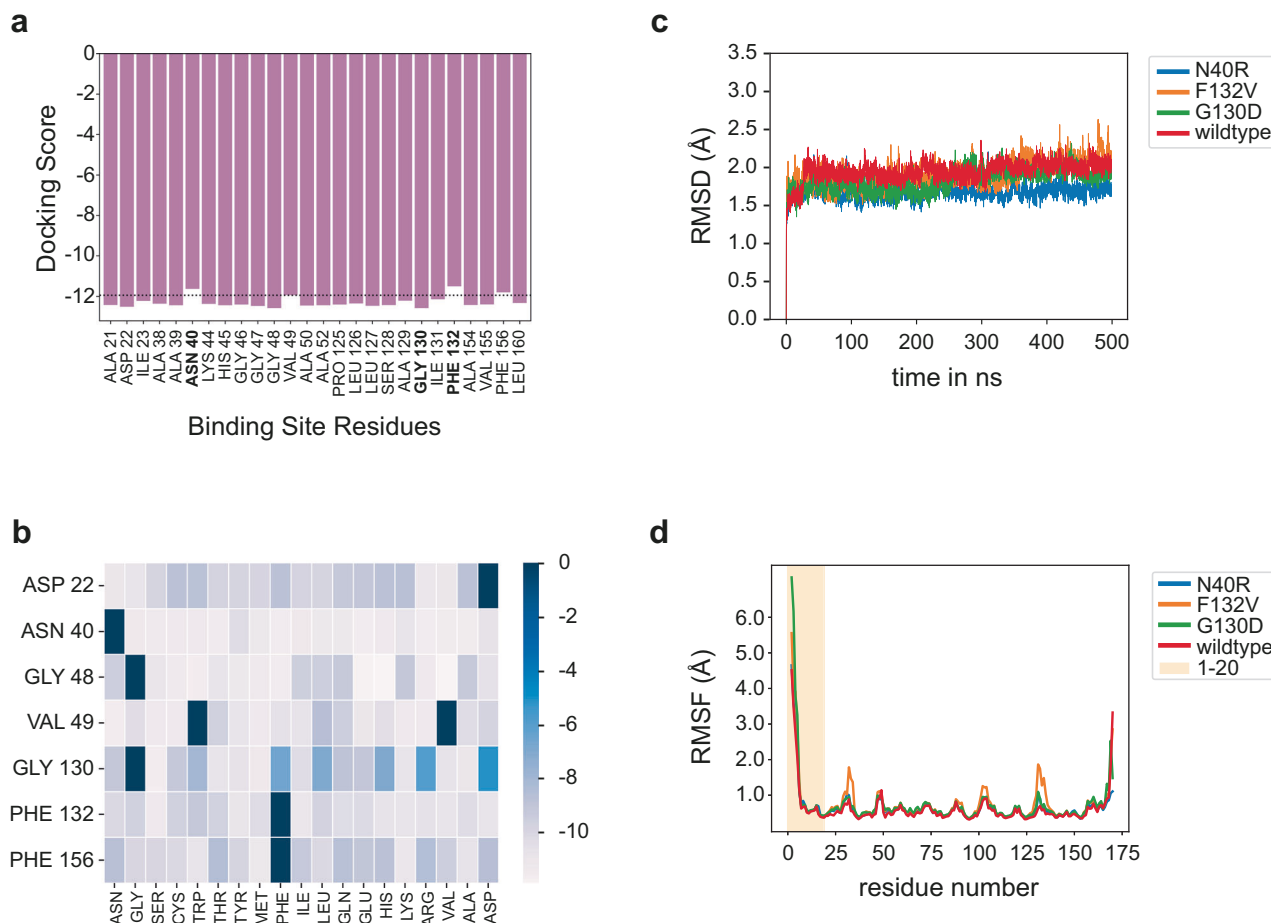 a
0
-2
-4
-6
-8
-10
-12
Docking Score
ALA 21
ASP 22
ILE 23
ALA 38
ALA 39
ASN 40
LYS 44
HIS 45
GLY 46
GLY 47
GLY 48
VAL 49
ALA 50
ALA 52
PRO 125
LEU 126
LEU 127
SER 128
ALA 129
GLY 130
ILE 131
PHE 132
ALA 154
VAL 155
PHE 156
LEU 160
Binding Site Residues
c
3.5
3.0
2.5
2.0
1.5
1.0
0.5
0.0
RMSD (Å)
0 100 200 300 400 500
time in ns
N40R
F132V
G130D
wildtype
b
ASP 22
ASN 40
GLY 48
VAL 49
GLY 130
PHE 132
PHE 156
ASN
GLY
SER
CYS
TRP
THR
TYR
MET
PHE
ILE
LEU
GLN
GLU
HIS
LYS
ARG
VAL
ALA
ASP
0
-2
-4
-6
-8
-10
d
6.0
5.0
4.0
3.0
2.0
1.0
RMSF (Å)
0 25 50 75 100 125 150 175
residue number
N40R
F132V
G130D
wildtype
1-20